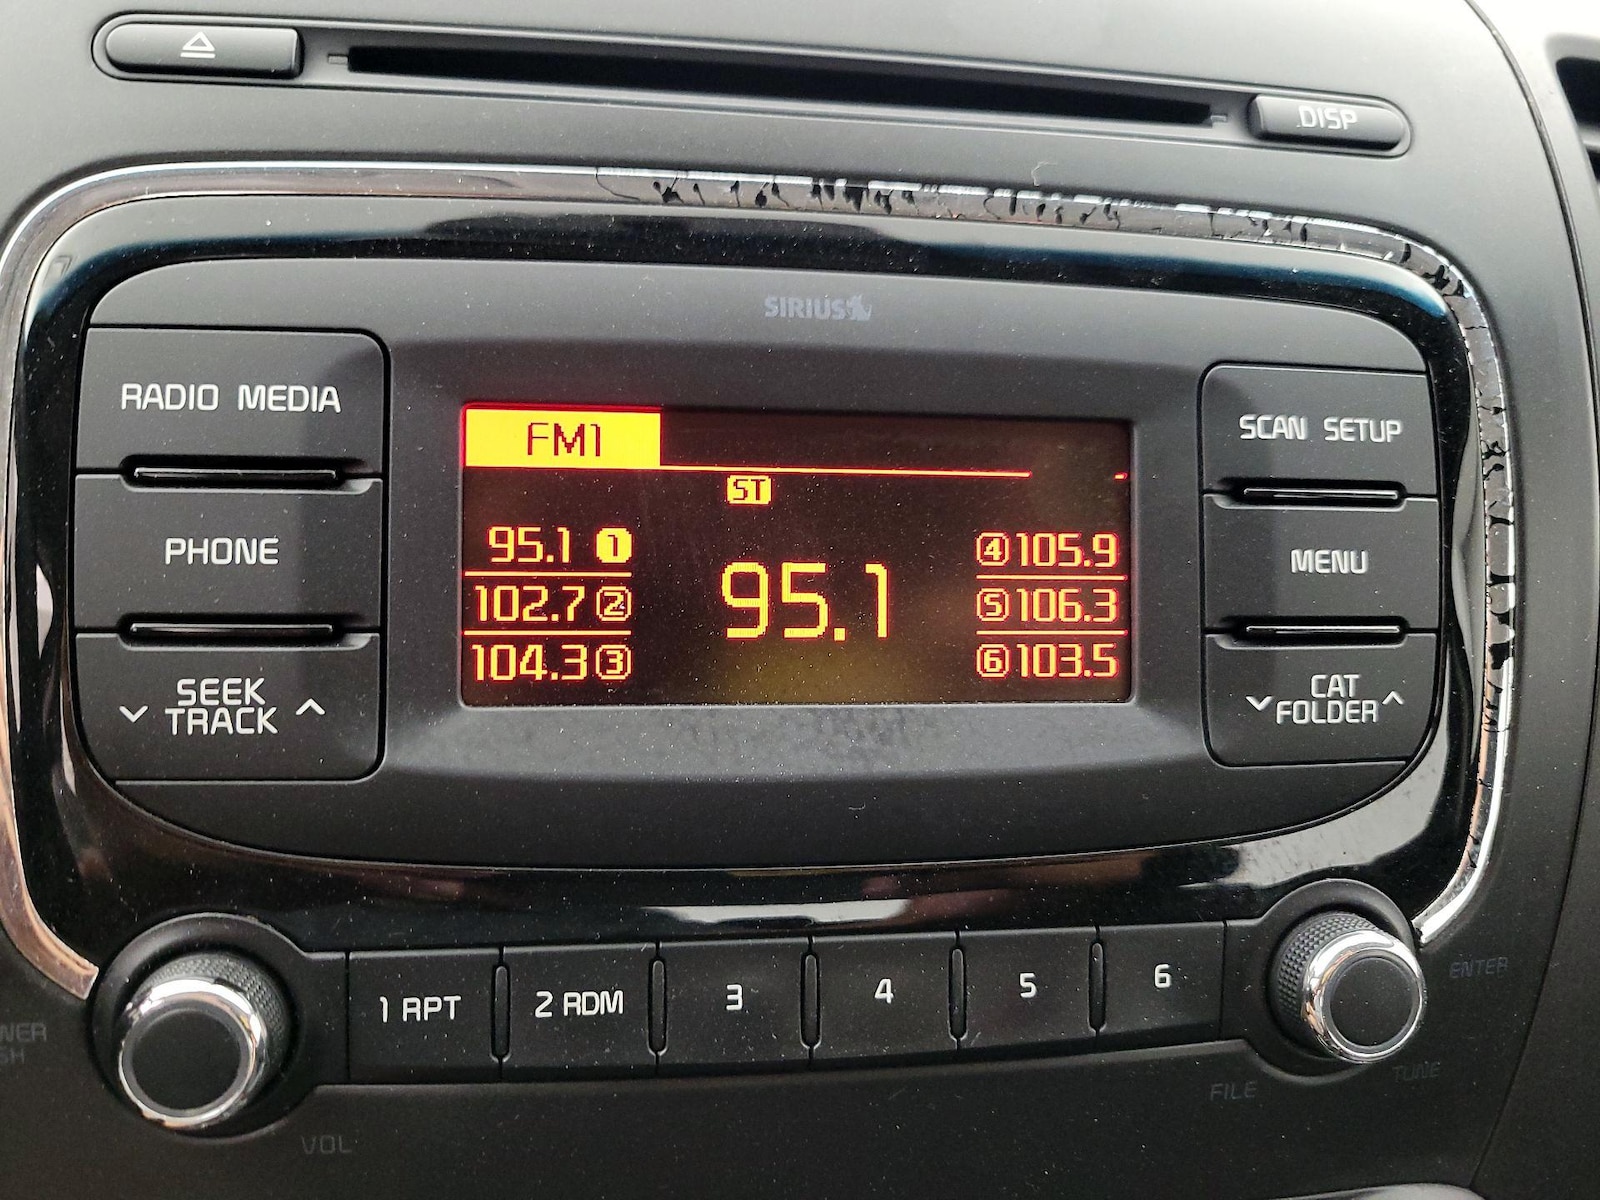 DISP
SIRIUS
RADIO MEDIA
PHONE
SEEK
TRACK
FM1
ST
95.1 1
102.7 2
104.3 3
95.1
4 105.9
5 106.3
6 103.5
SCAN SETUP
MENU
CAT
FOLDER
1 RPT
2 RDM
3
4
5
6
VOL
FILE
TUNE
ENTER